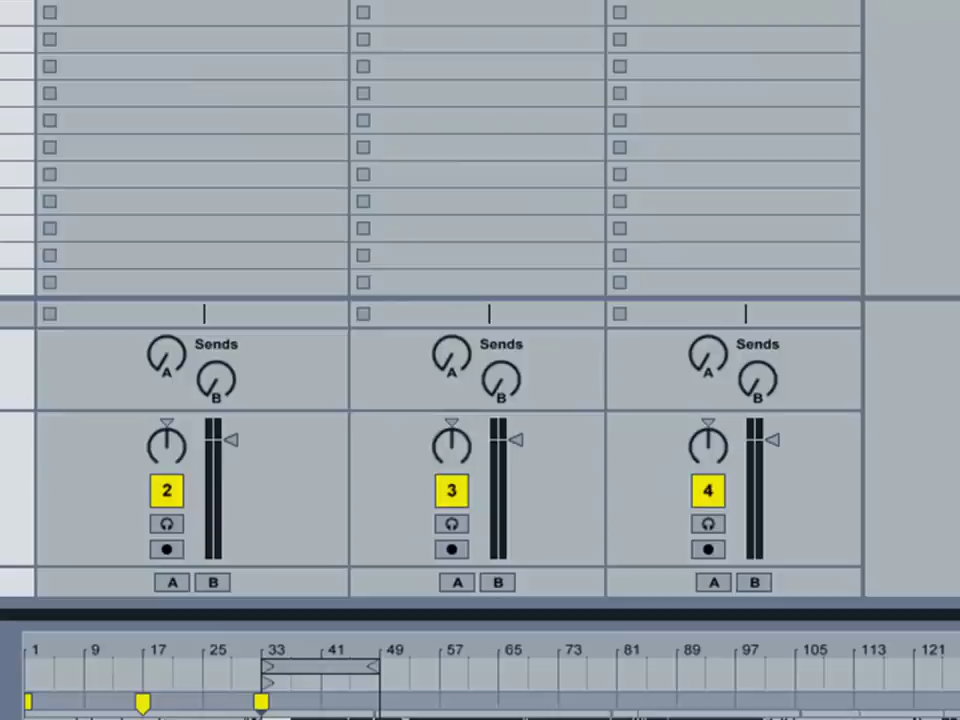 Sends Sends Sends
A A A
B B B
2 3 4
A B A B A B
1 9 17 25 33 41 49 57 65 73 81 89 97 105 113 121